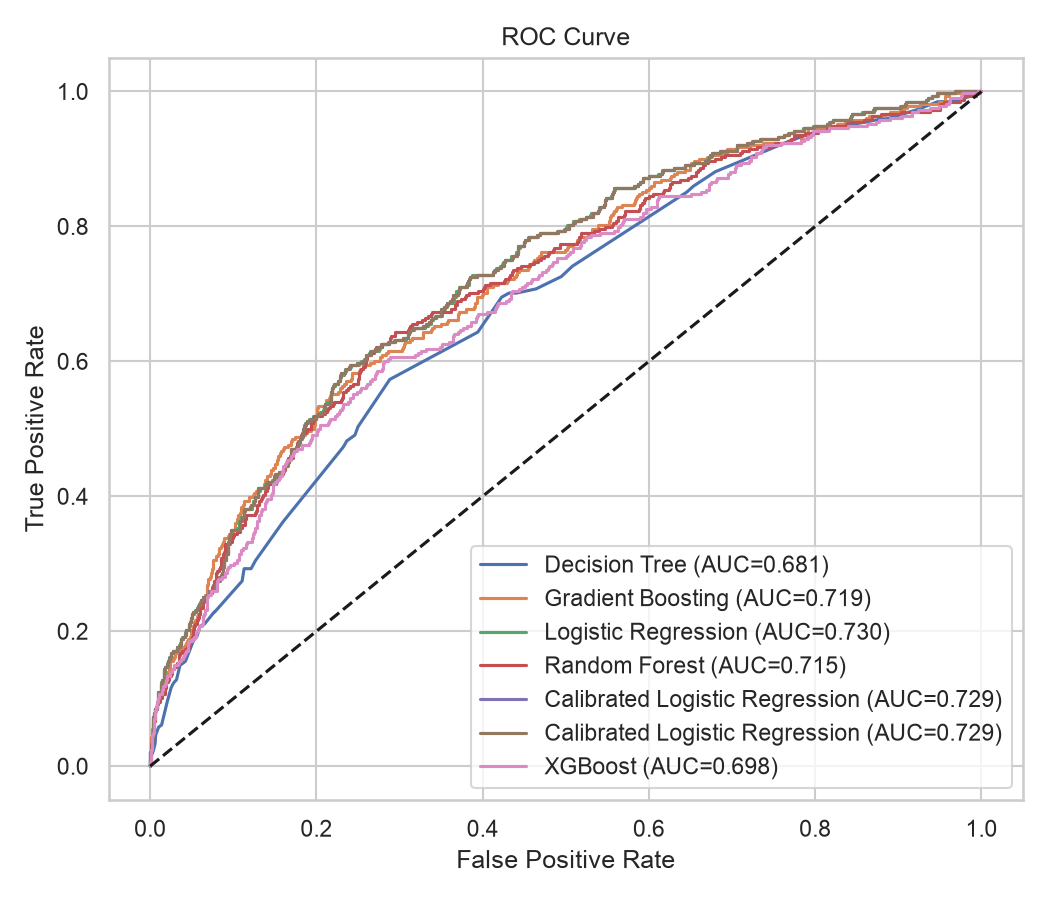 ROC Curve
1.0
0.8
0.6
0.4
0.2
0.0
True Positive Rate
Decision Tree (AUC=0.681)
Gradient Boosting (AUC=0.719)
Logistic Regression (AUC=0.730)
Random Forest (AUC=0.715)
Calibrated Logistic Regression (AUC=0.729)
Calibrated Logistic Regression (AUC=0.729)
XGBoost (AUC=0.698)
0.0 0.2 0.4 0.6 0.8 1.0
False Positive Rate